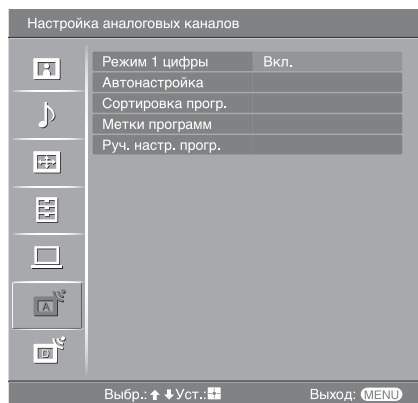 Настройка аналоговых каналов
Режим 1 цифры Вкл.
Автонастройка
Сортировка прогр.
Метки программ
Руч. настр. прогр.
A
D
Выбр.: Уст.: Выход: MENU